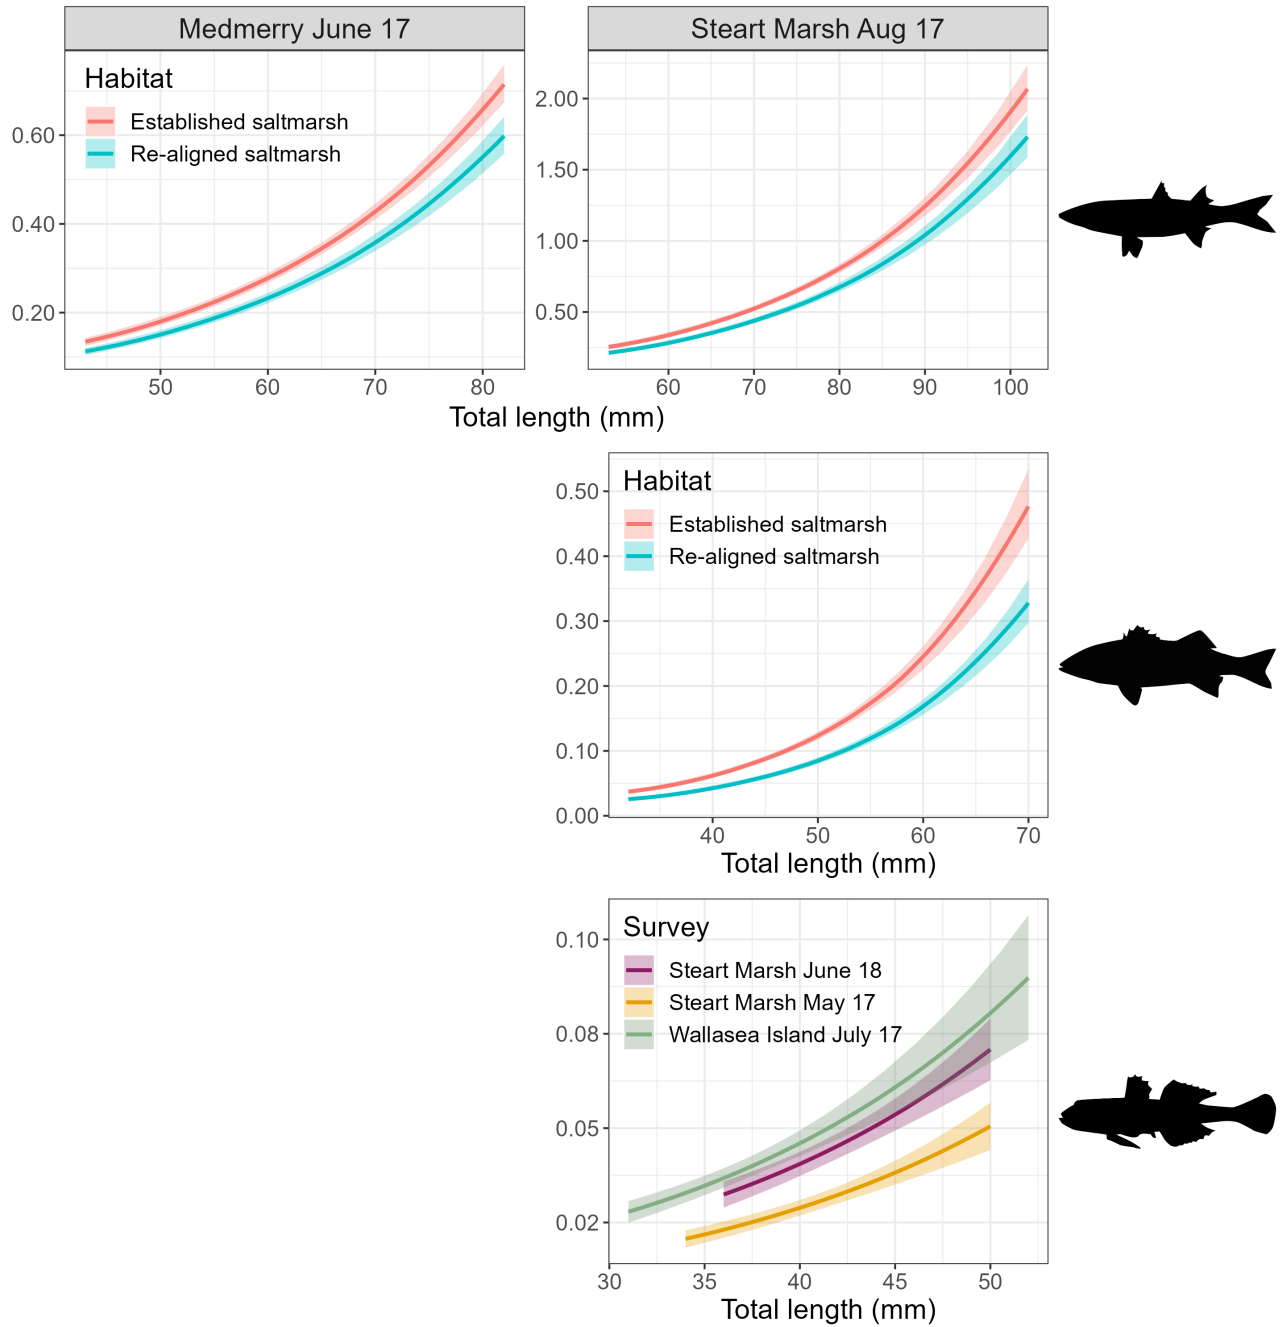 Medmerry June 17
Steart Marsh Aug 17
Habitat
Established saltmarsh
Re-aligned saltmarsh
0.60
0.40
0.20
50 60 70 80
2.00
1.50
1.00
0.50
60 70 80 90 100
Total length (mm)
Habitat
Established saltmarsh
Re-aligned saltmarsh
0.50
0.40
0.30
0.20
0.10
0.00
40 50 60 70
Total length (mm)
Survey
Steart Marsh June 18
Steart Marsh May 17
Wallasea Island July 17
0.10
0.08
0.05
0.02
30 35 40 45 50
Total length (mm)